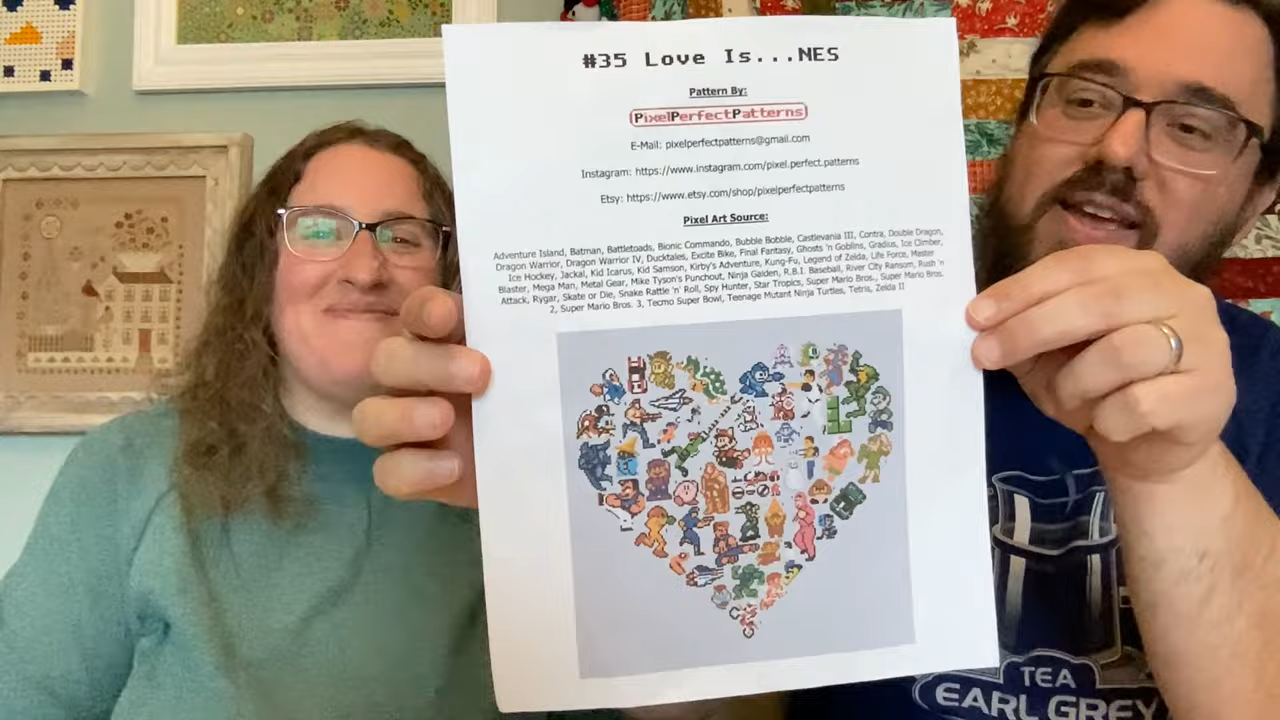 #35 Love Is...NES
Pattern By:
PixelPerfectPatterns
E-Mail: pixelperfectpatterns@gmail.com
Instagram: https://www.instagram.com/pixel.perfect.patterns
Etsy: https://www.etsy.com/shop/pixelperfectpatterns
Pixel Art Source:
Adventure Island, Batman, Battletoads, Bionic Commando, Bubble Bobble, Castlevania III, Contra, Double Dragon,
Dragon Warrior, Dragon Warrior IV, Ducktales, Excite Bike, Final Fantasy, Ghosts 'n Goblins, Gradius, Ice Climber,
Ice Hockey, Jackal, Kid Icarus, Kid Samson, Kirby's Adventure, Kung-Fu, Legend of Zelda, Life Force, Master
Blaster, Mega Man, Metal Gear, Mike Tyson's Punchout, Ninja Gaiden, R.B.I. Baseball, River City Ransom, Rush 'n
Attack, Rygar, Skate or Die, Snake Rattle 'n' Roll, Spy Hunter, Star Tropics, Super Mario Bros., Super Mario Bros.
2, Super Mario Bros. 3, Tecmo Super Bowl, Teenage Mutant Ninja Turtles, Tetris, Zelda II
TEA
EARL GREY